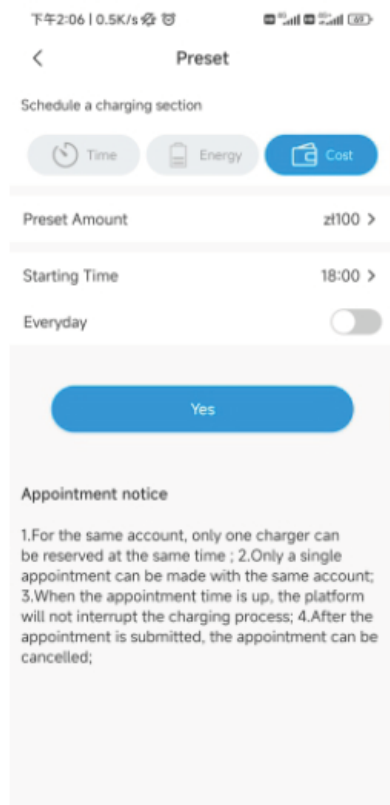 下午2:06 | 0.5K/s
69
Preset
Schedule a charging section
Time
Energy
Cost
Preset Amount zł100 >
Starting Time 18:00 >
Everyday
Yes
Appointment notice
1.For the same account, only one charger can
be reserved at the same time ; 2.Only a single
appointment can be made with the same account;
3.When the appointment time is up, the platform
will not interrupt the charging process; 4.After the
appointment is submitted, the appointment can be
cancelled;